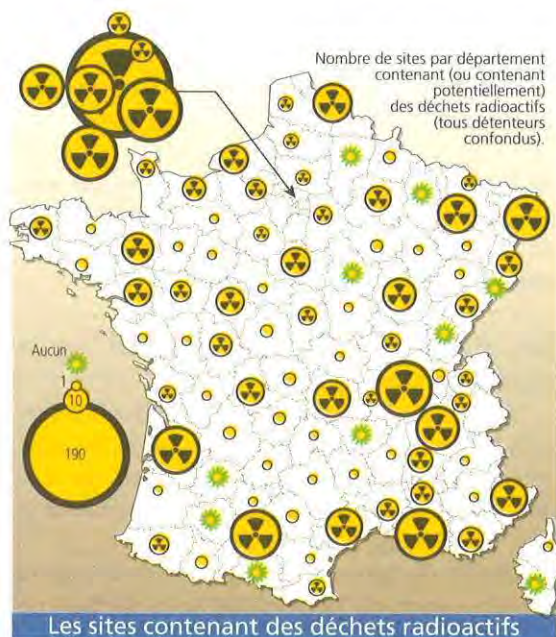 Nombre de sites par département
contenant (ou contenant
potentiellement)
des déchets radioactifs
(tous détenteurs
confondus).
Aucun
1
10
190
Les sites contenant des déchets radioactifs